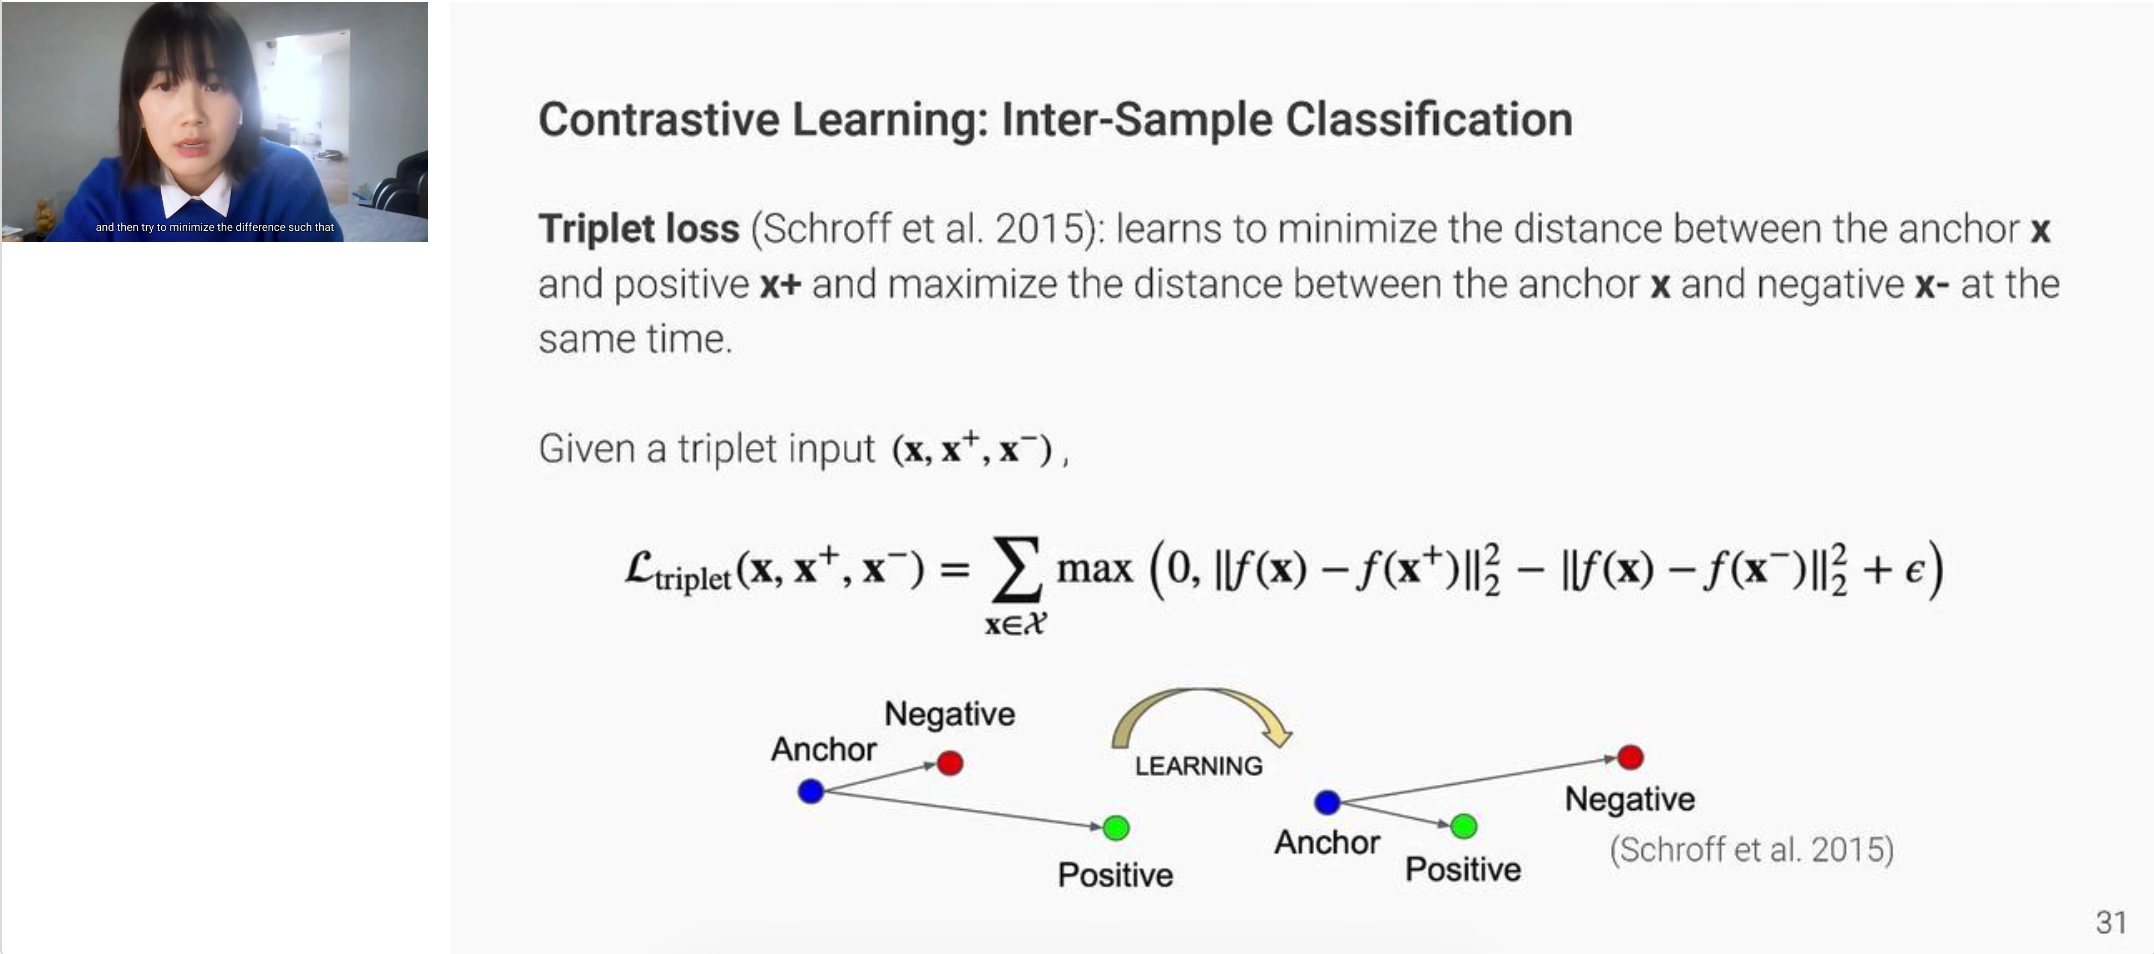 and then try to minimize the difference such that
Contrastive Learning: Inter-Sample Classification
Triplet loss (Schroff et al. 2015): learns to minimize the distance between the anchor x
and positive x+ and maximize the distance between the anchor x and negative x- at the
same time.
Given a triplet input (x, x⁺, x⁻) ,
ℒtriplet(x, x⁺, x⁻) = ∑x∈𝒳 max (0, ‖f(x) − f(x⁺)‖₂² − ‖f(x) − f(x⁻)‖₂² + ϵ)
Negative
Anchor
LEARNING
Positive
Negative
Anchor
Positive
(Schroff et al. 2015)
31